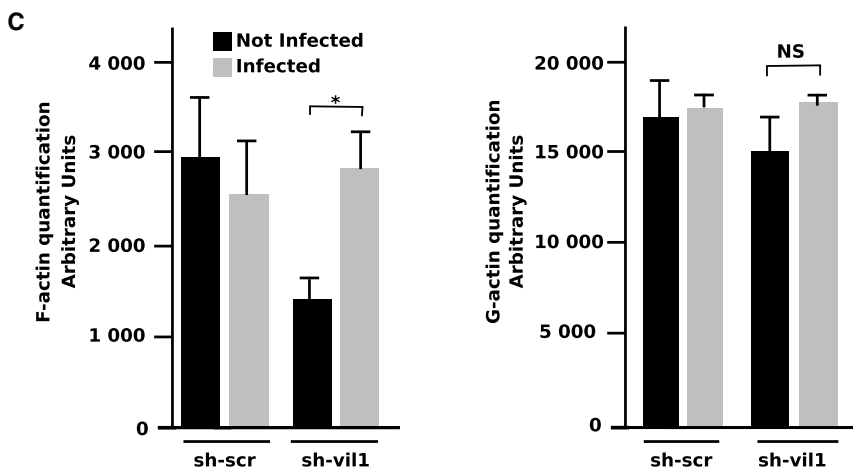 C
Not Infected
Infected
4 000
3 000
2 000
1 000
0
F-actin quantification
Arbitrary Units
*
sh-scr
sh-vil1
20 000
15 000
10 000
5 000
0
G-actin quantification
Arbitrary Units
NS
sh-scr
sh-vil1